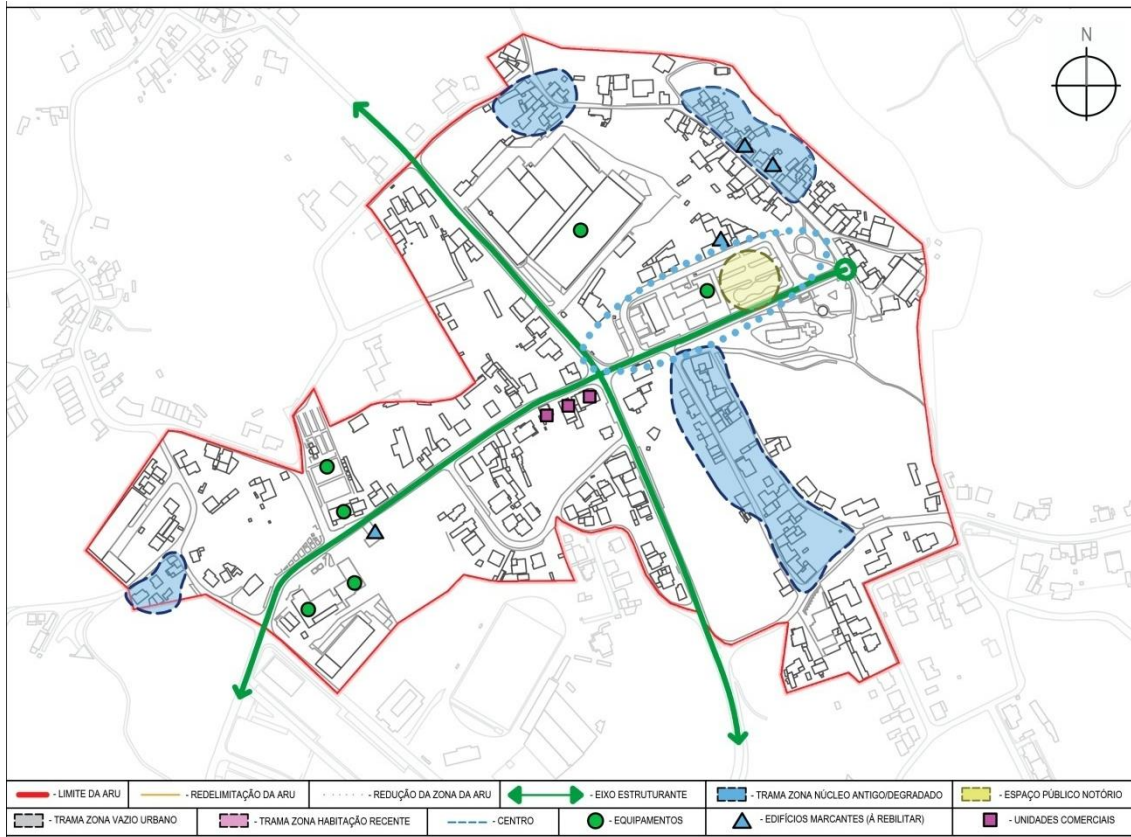 N
- LIMITE DA ARU - REDELIMITAÇÃO DA ARU - REDUÇÃO DA ZONA DA ARU - EIXO ESTRUTURANTE - TRAMA ZONA NÚCLEO ANTIGO/DEGRADADO - ESPAÇO PÚBLICO NOTÓRIO
- TRAMA ZONA VAZIO URBANO - TRAMA ZONA HABITAÇÃO RECENTE - CENTRO - EQUIPAMENTOS - EDIFÍCIOS MARCANTES (Á REBILITAR) - UNIDADES COMERCIAIS